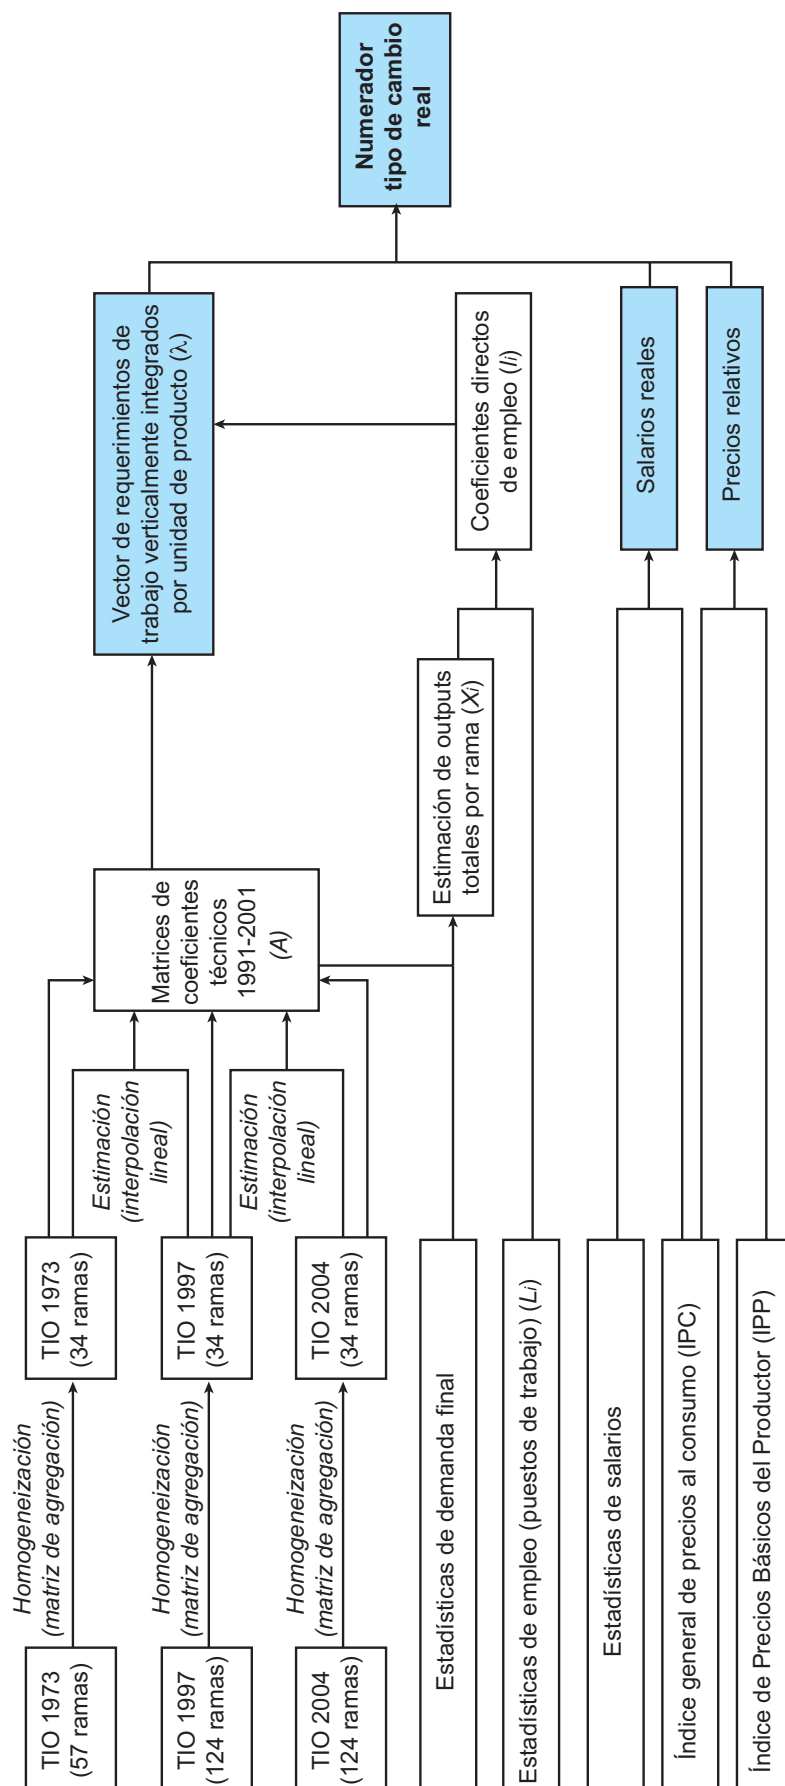 TIO 1973
(57 ramas)
Homogeneización
(matriz de agregación)
TIO 1973
(34 ramas)
Estimación
(interpolación
lineal)
TIO 1997
(124 ramas)
Homogeneización
(matriz de agregación)
TIO 1997
(34 ramas)
Estimación
(interpolación
lineal)
TIO 2004
(124 ramas)
Homogeneización
(matriz de agregación)
TIO 2004
(34 ramas)
Matrices de
coeficientes
técnicos
1991-2001
(A)
Vector de requerimientos de
trabajo verticalmente integrados
por unidad de producto (λ)
Numerador
tipo de cambio
real
Estadísticas de demanda final
Estimación de outputs
totales por rama (Xi)
Coeficientes directos
de empleo (li)
Estadísticas de empleo (puestos de trabajo) (Li)
Estadísticas de salarios
Salarios reales
Índice general de precios al consumo (IPC)
Precios relativos
Índice de Precios Básicos del Productor (IPP)